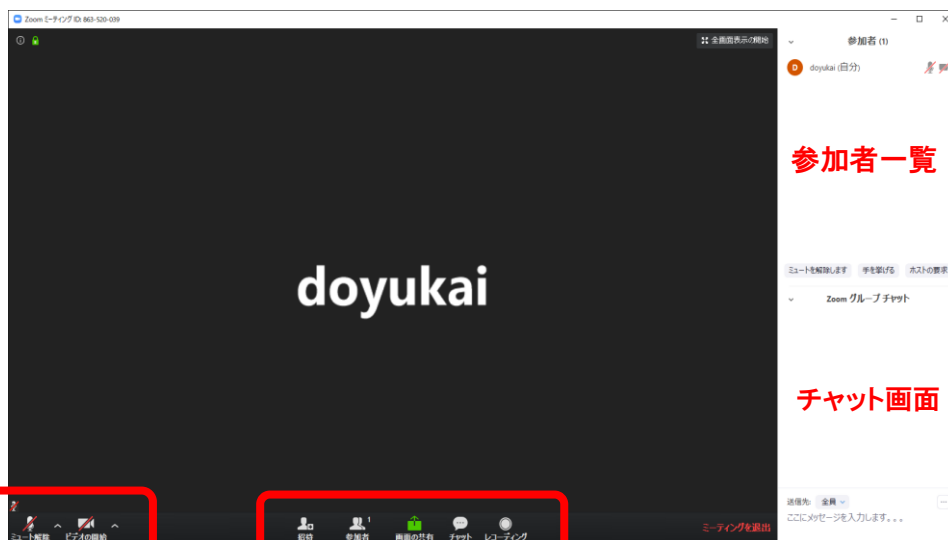 Zoom ミーティング ID: 863-520-039
全画面表示の開始
参加者 (1)
D doyukai (自分)
参加者一覧
doyukai
ミュートを解除します 手を挙げる ホストの要求
Zoom グループ チャット
チャット画面
送信先: 全員
ここにメッセージを入力します。。。
ミュート解除 ビデオの開始 招待 参加者 1 画面の共有 チャット レコーディング ミーティングを退出